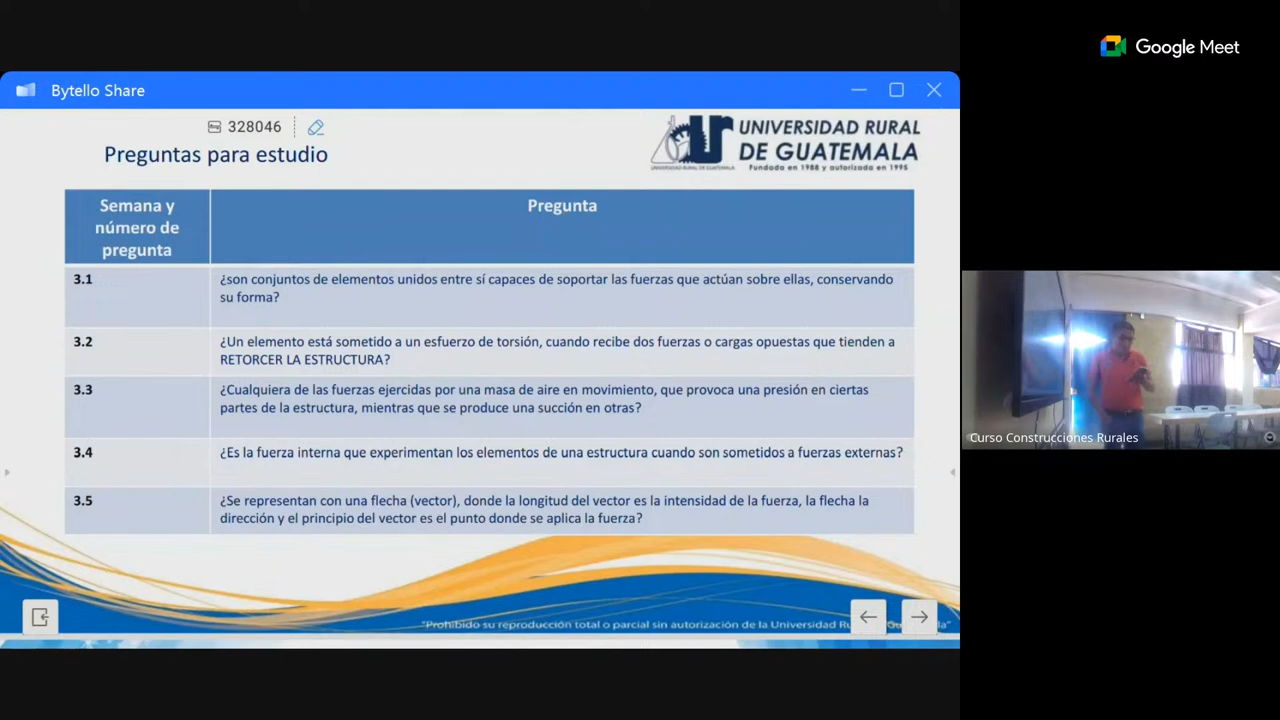 Google Meet
Bytello Share
328046
Preguntas para estudio
UNIVERSIDAD RURAL
DE GUATEMALA
Fundada en 1988 y autorizada en 1995
UNIVERSIDAD RURAL DE GUATEMALA
Semana y
número de
pregunta
Pregunta
3.1
¿son conjuntos de elementos unidos entre sí capaces de soportar las fuerzas que actúan sobre ellas, conservando
su forma?
3.2
¿Un elemento está sometido a un esfuerzo de torsión, cuando recibe dos fuerzas o cargas opuestas que tienden a
RETORCER LA ESTRUCTURA?
3.3
¿Cualquiera de las fuerzas ejercidas por una masa de aire en movimiento, que provoca una presión en ciertas
partes de la estructura, mientras que se produce una succión en otras?
3.4
¿Es la fuerza interna que experimentan los elementos de una estructura cuando son sometidos a fuerzas externas?
3.5
¿Se representan con una flecha (vector), donde la longitud del vector es la intensidad de la fuerza, la flecha la
dirección y el principio del vector es el punto donde se aplica la fuerza?
"Prohibido su reproducción total o parcial sin autorización de la Universidad
Curso Construcciones Rurales